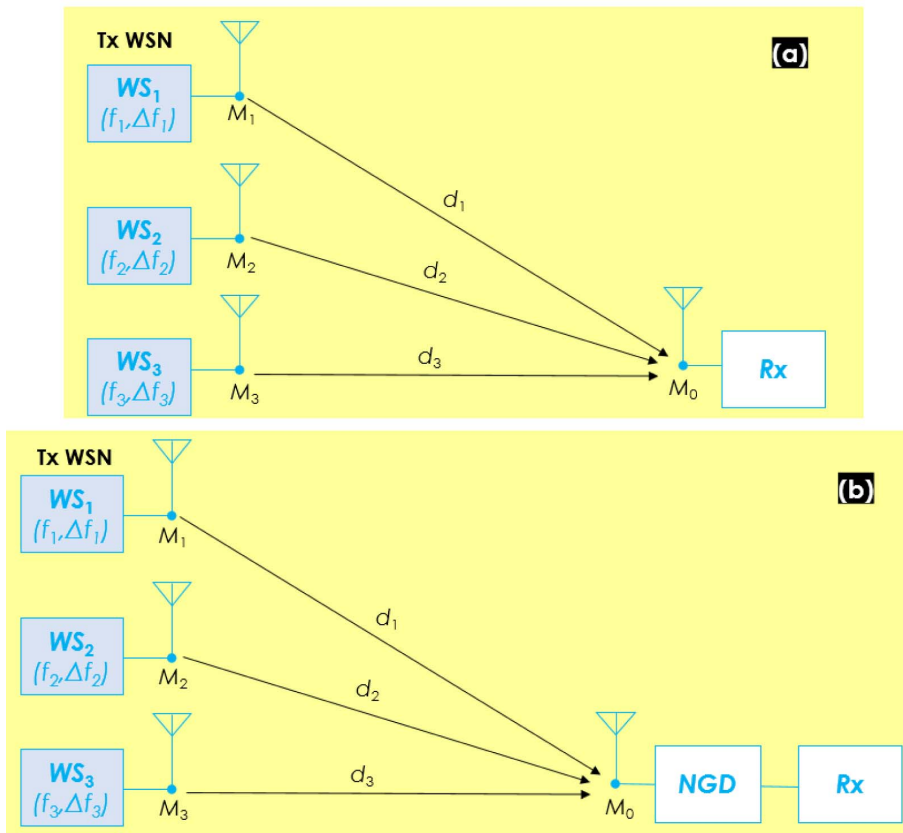 Tx WSN
(a)
WS₁
(f₁,Δf₁)
M₁
d₁
WS₂
(f₂,Δf₂)
M₂
d₂
WS₃
(f₃,Δf₃)
M₃
d₃
M₀
Rx
Tx WSN
(b)
WS₁
(f₁,Δf₁)
M₁
d₁
WS₂
(f₂,Δf₂)
M₂
d₂
WS₃
(f₃,Δf₃)
M₃
d₃
M₀
NGD
Rx